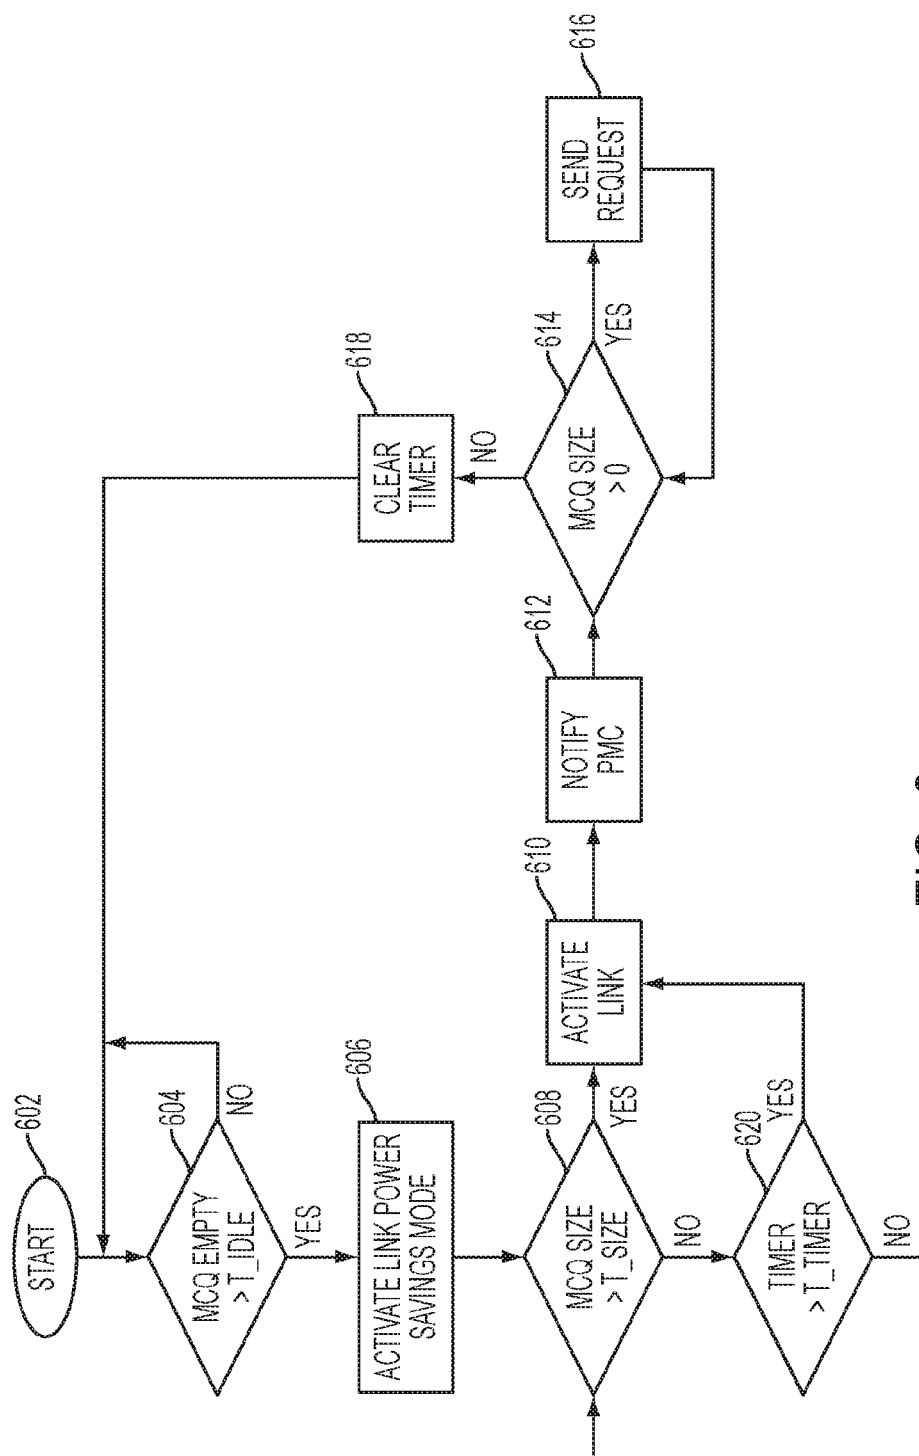 602
START
604
MCQ EMPTY
> T_IDLE
NO
YES
606
ACTIVATE LINK POWER
SAVINGS MODE
608
MCQ SIZE
> T_SIZE
YES
NO
620
TIMER
> T_TIMER
YES
NO
610
ACTIVATE
LINK
612
NOTIFY
PMC
614
MCQ SIZE
> 0
YES
NO
616
SEND
REQUEST
618
CLEAR
TIMER